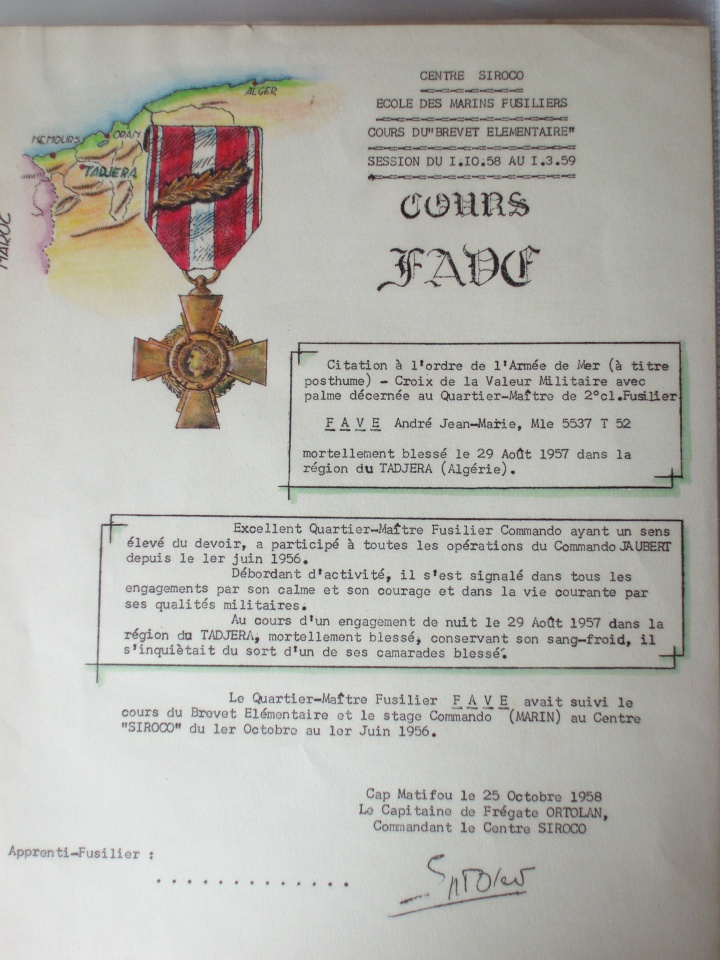 CENTRE SIROCO
ECOLE DES MARINS FUSILIERS
COURS DU"BREVET ELEMENTAIRE"
SESSION DU I.IO.58 AU I.3.59
COURS
FAVE
ALGER
NEMOURS
ORAN
TADJERA
MAROC
Citation à l'ordre de l'Armée de Mer (à titre
posthume) - Croix de la Valeur Militaire avec
palme décernée au Quartier-Maître de 2°cl.Fusilier
F A V E André Jean-Marie, Mle 5537 T 52
mortellement blessé le 29 Août 1957 dans la
région du TADJERA (Algérie).
Excellent Quartier-Maître Fusilier Commando ayant un sens
élevé du devoir, a participé à toutes les opérations du Commando JAUBERT
depuis le 1er juin 1956.
Débordant d'activité, il s'est signalé dans tous les
engagements par son calme et son courage et dans la vie courante par
ses qualités militaires.
Au cours d'un engagement de nuit le 29 Août 1957 dans la
région du TADJERA, mortellement blessé, conservant son sang-froid, il
s'inquiètait du sort d'un de ses camarades blessé.
Le Quartier-Maître Fusilier F A V E avait suivi le
cours du Brevet Elémentaire et le stage Commando (MARIN) au Centre
"SIROCO" du 1er Octobre au 1er Juin 1956.
Cap Matifou le 25 Octobre 1958
Le Capitaine de Frégate ORTOLAN,
Commandant le Centre SIROCO
Apprenti-Fusilier :
. . . . . . . . . . . . . .
Ortolan